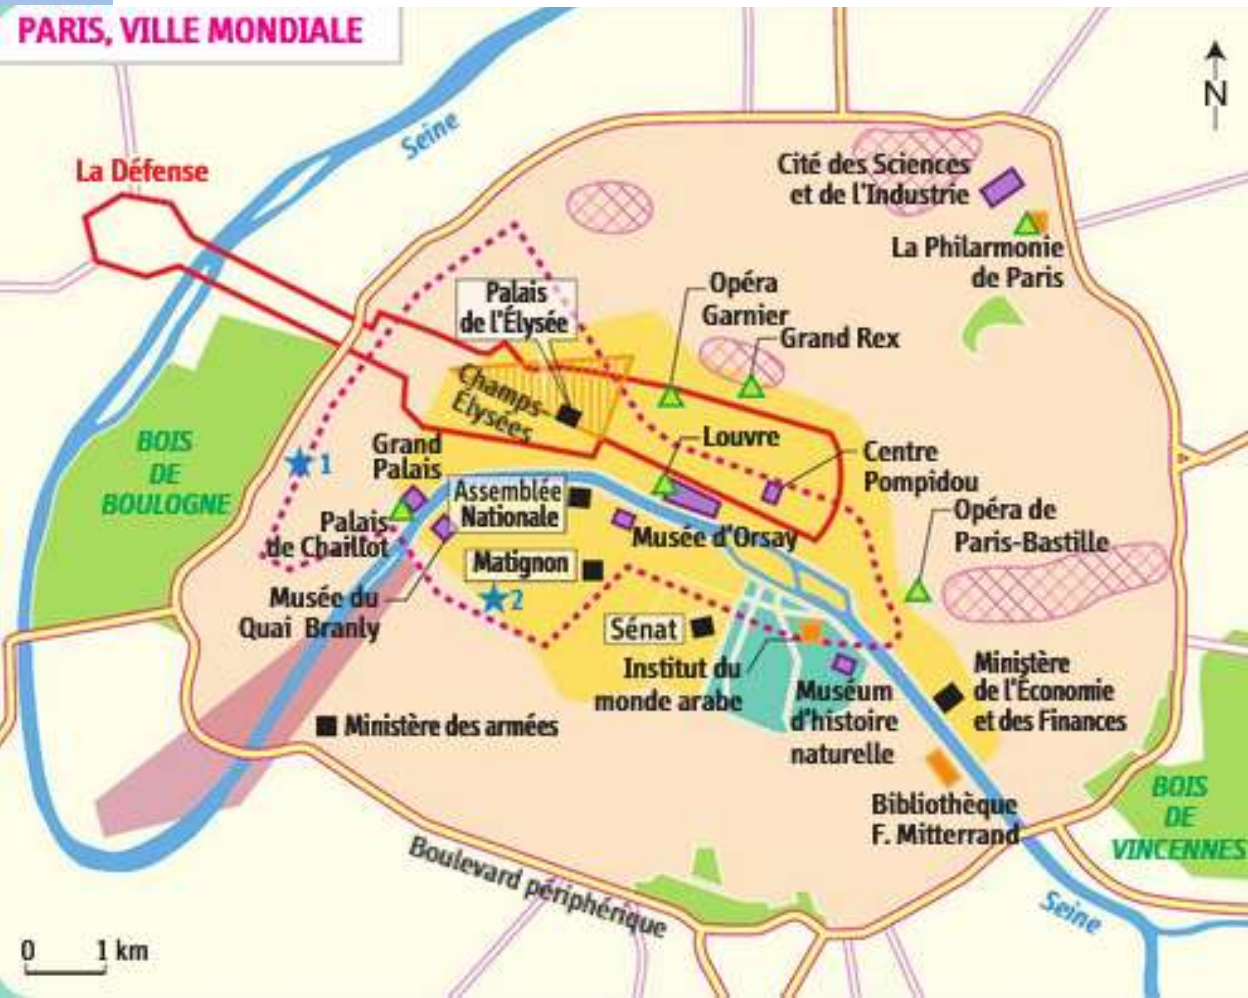 PARIS, VILLE MONDIALE
N
Seine
La Défense
Cité des Sciences
et de l'Industrie
La Philarmonie
de Paris
Palais
de l'Élysée
Opéra
Garnier
Grand Rex
Champs-
Élysées
BOIS
DE
BOULOGNE
1
Grand
Palais
Louvre
Centre
Pompidou
Assemblée
Nationale
Palais
de Chaillot
Musée d'Orsay
Opéra de
Paris-Bastille
Matignon
2
Musée du
Quai Branly
Sénat
Institut du
monde arabe
Muséum
d'histoire
naturelle
Ministère
de l'Économie
et des Finances
Ministère des armées
Bibliothèque
F. Mitterrand
BOIS
DE
VINCENNES
Boulevard périphérique
Seine
0 1 km